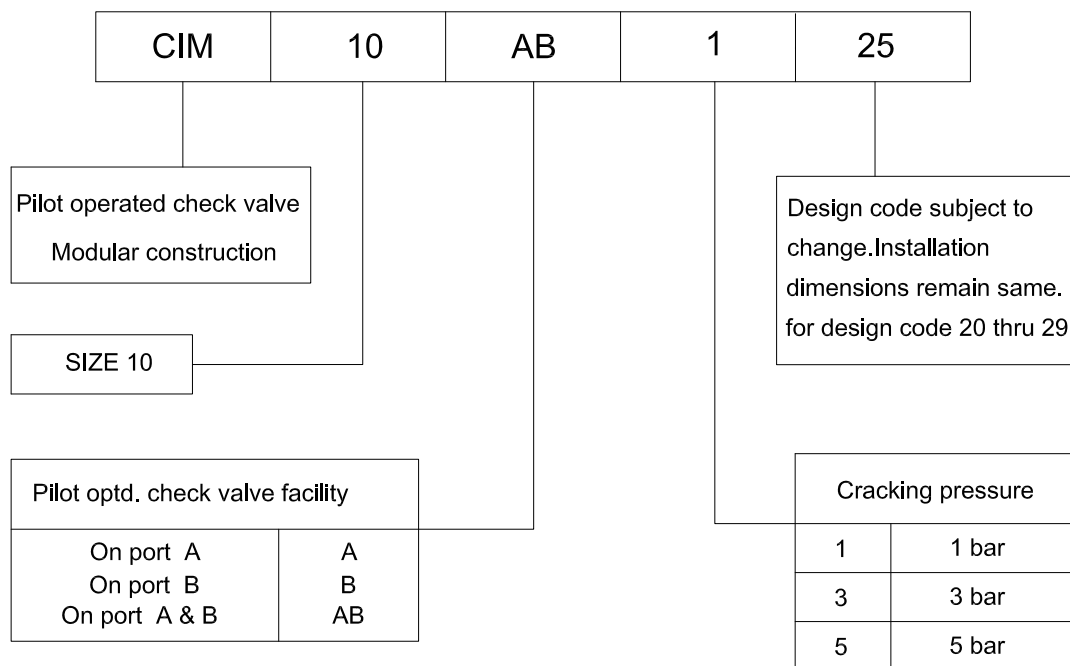 CIM 10 AB 1 25
Pilot operated check valve
Modular construction
Design code subject to
change.Installation
dimensions remain same.
for design code 20 thru 29
SIZE 10
Pilot optd. check valve facility
On port A A
On port B B
On port A & B AB
Cracking pressure
1 1 bar
3 3 bar
5 5 bar